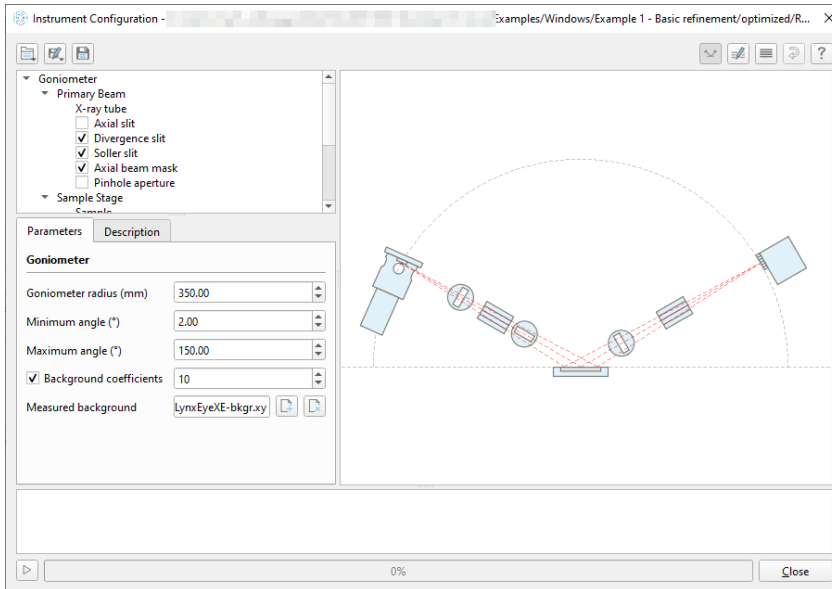 Instrument Configuration - Examples/Windows/Example 1 - Basic refinement/optimized/R...
Goniometer
Primary Beam
X-ray tube
Axial slit
Divergence slit
Soller slit
Axial beam mask
Pinhole aperture
Sample Stage
Sample
Parameters
Description
Goniometer
Goniometer radius (mm) 350.00
Minimum angle (°) 2.00
Maximum angle (°) 150.00
Background coefficients 10
Measured background LynxEyeXE-bkgr.xy
0%
Close